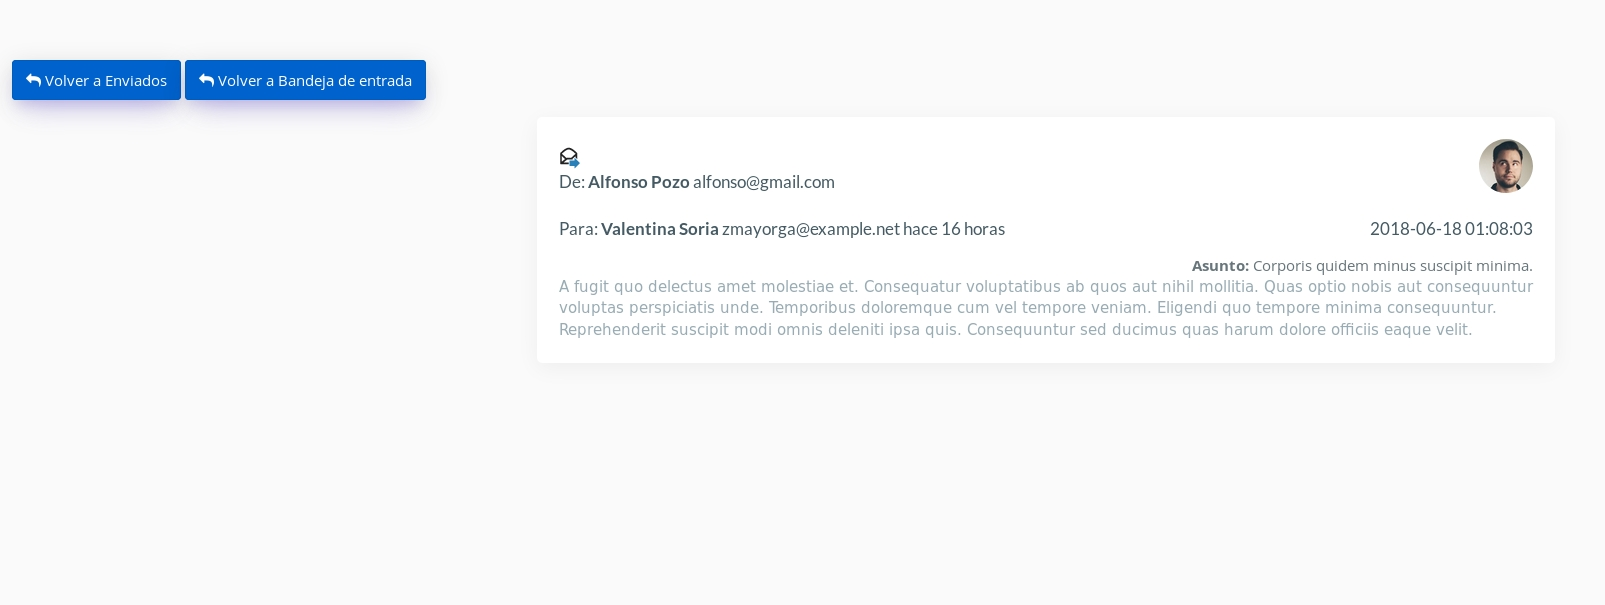 Volver a Enviados Volver a Bandeja de entrada
De: Alfonso Pozo alfonso@gmail.com
Para: Valentina Soria zmayorga@example.net hace 16 horas 2018-06-18 01:08:03
Asunto: Corporis quidem minus suscipit minima.
A fugit quo delectus amet molestiae et. Consequatur voluptatibus ab quos aut nihil mollitia. Quas optio nobis aut consequuntur
voluptas perspiciatis unde. Temporibus doloremque cum vel tempore veniam. Eligendi quo tempore minima consequuntur.
Reprehenderit suscipit modi omnis deleniti ipsa quis. Consequuntur sed ducimus quas harum dolore officiis eaque velit.